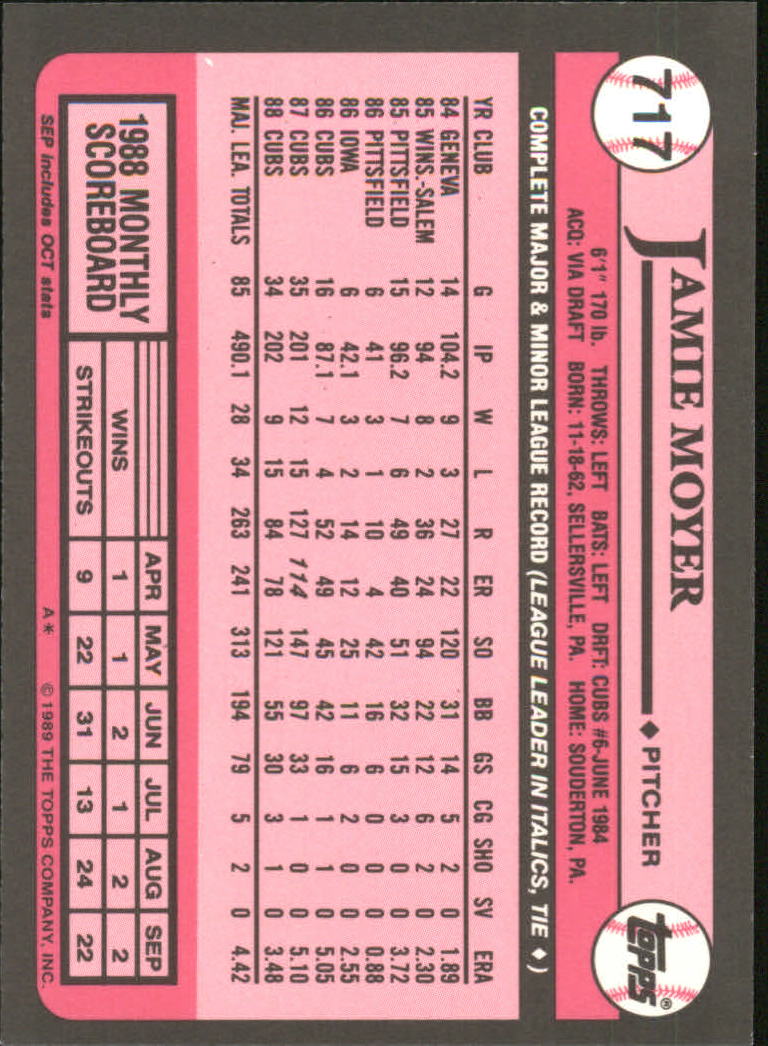 717
JAMIE MOYER ♦ PITCHER
topps®
6'1" 170 lb. THROWS: LEFT BATS: LEFT DRFT: CUBS #6-JUNE 1984
ACQ: VIA DRAFT BORN: 11-18-62, SELLERSVILLE, PA. HOME: SOUDERTON, PA.
COMPLETE MAJOR & MINOR LEAGUE RECORD (LEAGUE LEADER IN ITALICS, TIE ♦)
YR CLUB G IP W L R ER SO BB GS CG SHO SV ERA
84 GENEVA 14 104.2 9 3 27 22 120 31 14 5 2 0 1.89
85 WINS.-SALEM 12 94 8 2 36 24 94 22 12 6 2 0 2.30
85 PITTSFIELD 15 96.2 7 6 49 40 51 32 15 3 0 0 3.72
86 PITTSFIELD 6 41 3 1 10 4 42 16 6 0 0 0 0.88
86 IOWA 6 42.1 3 2 14 12 25 11 6 2 0 0 2.55
86 CUBS 16 87.1 7 4 52 49 45 42 16 1 1 0 5.05
87 CUBS 35 201 12 15 127 114 147 97 33 1 0 0 5.10
88 CUBS 34 202 9 15 84 78 121 55 30 3 1 0 3.48
MAJ. LEA. TOTALS 85 490.1 28 34 263 241 313 194 79 5 2 0 4.42
1988 MONTHLY
SCOREBOARD
APR MAY JUN JUL AUG SEP
WINS 1 1 2 1 2 2
STRIKEOUTS 9 22 31 13 24 22
SEP includes OCT stats A* © 1989 THE TOPPS COMPANY, INC.